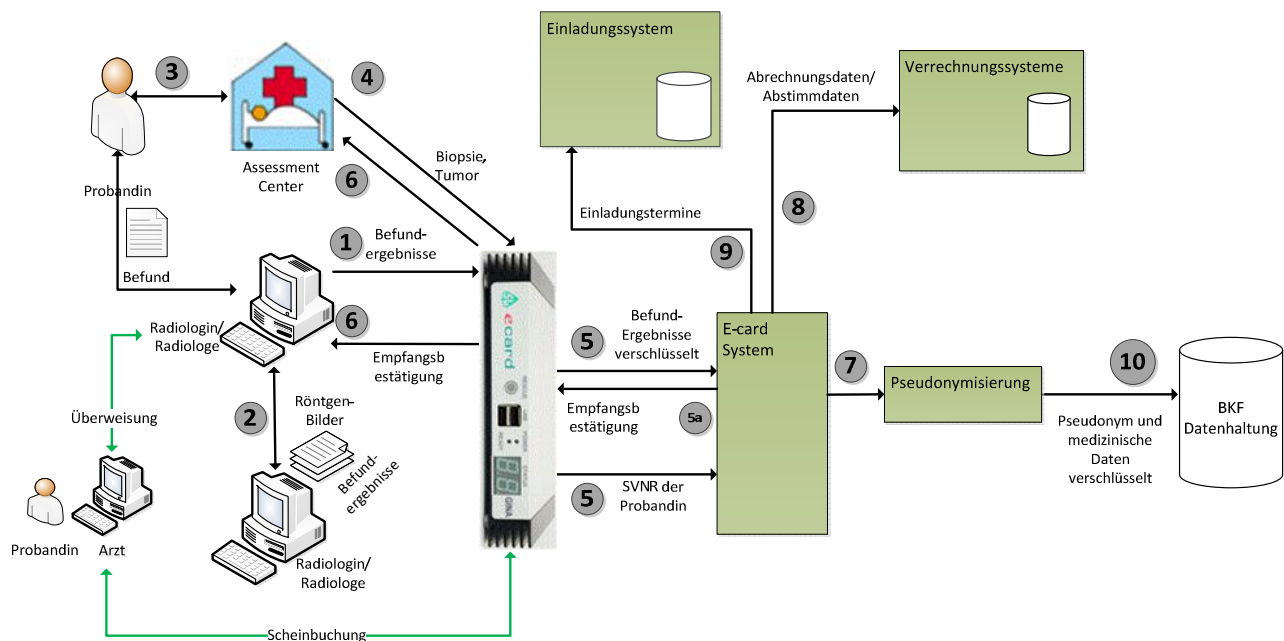 Einladungssystem
Verrechnungssysteme
Abrechnungsdaten/
Abstimmdaten
3
4
Assessment
Center
6
Biopsie,
Tumor
Probandin
Befund
1
Befund-
ergebnisse
Einladungstermine
9
8
Radiologin/
Radiologe
6
Empfangsb
estätigung
ecard
5
Befund-
Ergebnisse
verschlüsselt
E-card
System
7
Pseudonymisierung
10
BKF
Datenhaltung
Pseudonym und
medizinische
Daten
verschlüsselt
Empfangsb
estätigung
5a
Überweisung
2
Röntgen-
Bilder
Befund-
ergebnisse
5
SVNR der
Probandin
GINA
Probandin
Arzt
Radiologin/
Radiologe
Scheinbuchung